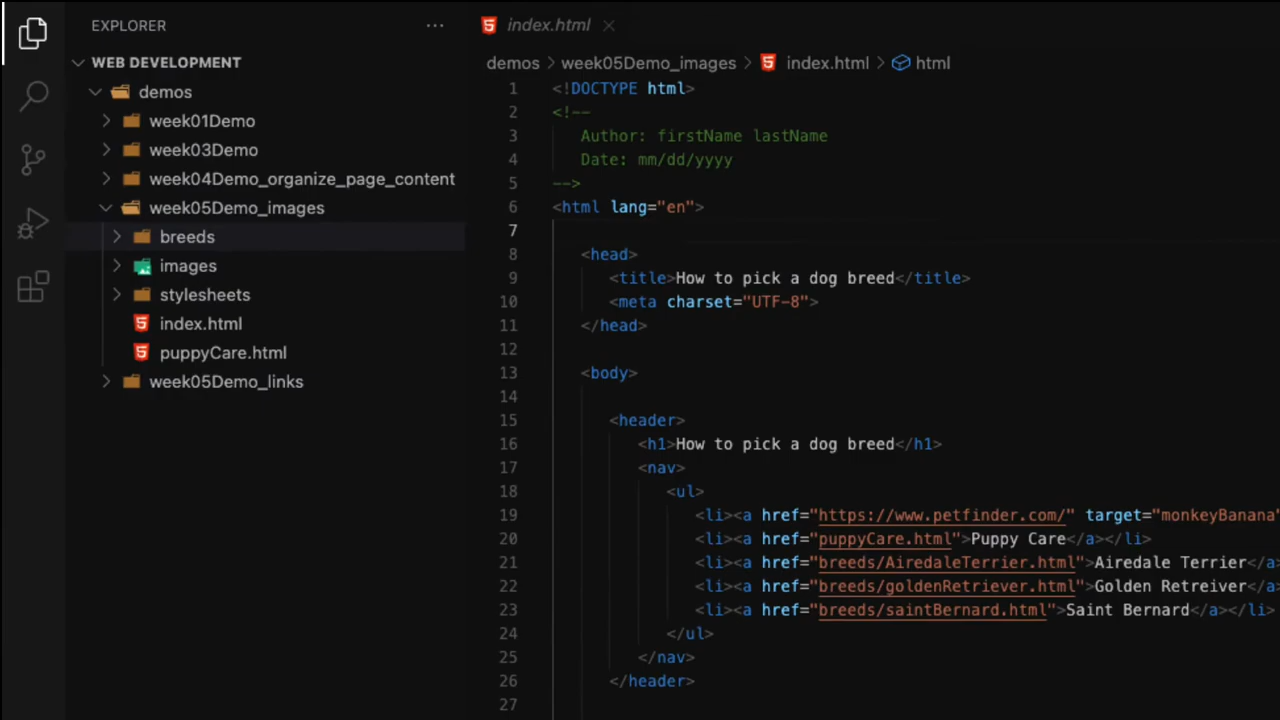 EXPLORER
WEB DEVELOPMENT
demos
week01Demo
week03Demo
week04Demo_organize_page_content
week05Demo_images
breeds
images
stylesheets
index.html
puppyCare.html
week05Demo_links
index.html
demos > week05Demo_images > index.html > html
1 <!DOCTYPE html>
2 <!--
3 Author: firstName lastName
4 Date: mm/dd/yyyy
5 -->
6 <html lang="en">
7
8 <head>
9 <title>How to pick a dog breed</title>
10 <meta charset="UTF-8">
11 </head>
12
13 <body>
14
15 <header>
16 <h1>How to pick a dog breed</h1>
17 <nav>
18 <ul>
19 <li><a href="https://www.petfinder.com/" target="monkeyBanana"
20 <li><a href="puppyCare.html">Puppy Care</a></li>
21 <li><a href="breeds/AiredaleTerrier.html">Airedale Terrier</a>
22 <li><a href="breeds/goldenRetriever.html">Golden Retreiver</a>
23 <li><a href="breeds/saintBernard.html">Saint Bernard</a></li>
24 </ul>
25 </nav>
26 </header>
27